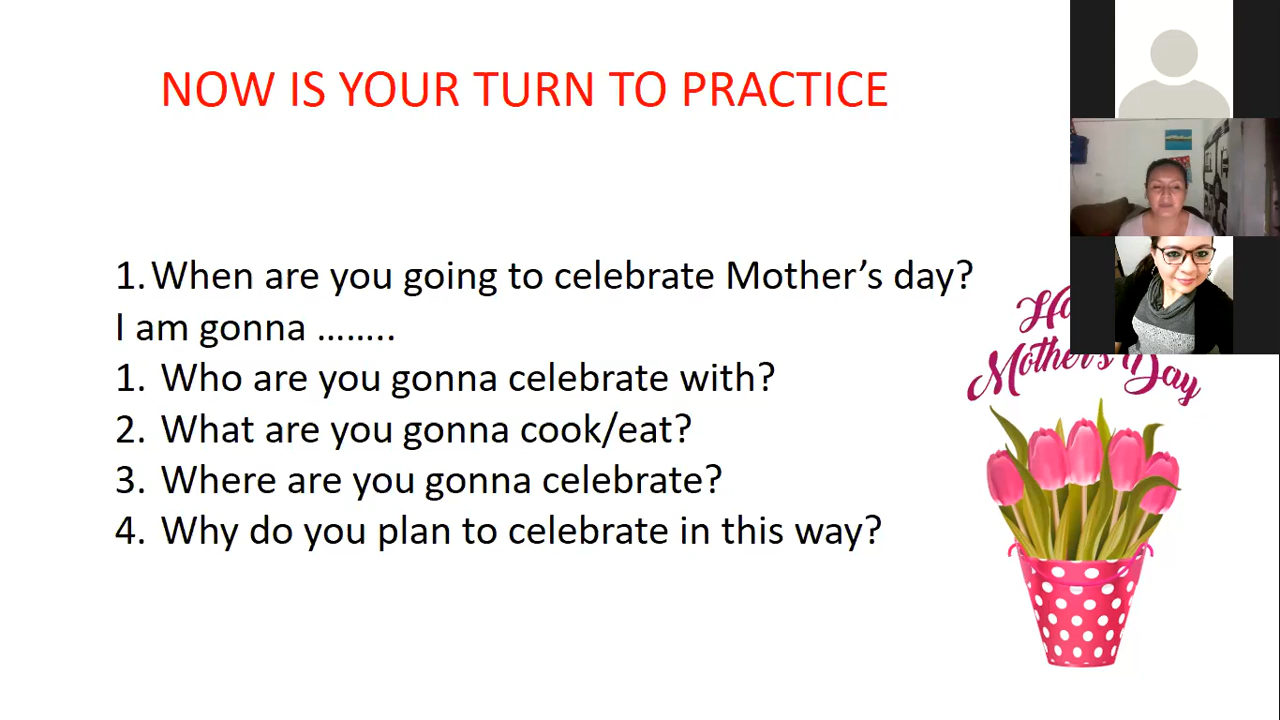 NOW IS YOUR TURN TO PRACTICE
1. When are you going to celebrate Mother’s day?
I am gonna ........
1. Who are you gonna celebrate with?
2. What are you gonna cook/eat?
3. Where are you gonna celebrate?
4. Why do you plan to celebrate in this way?
Mother's Day